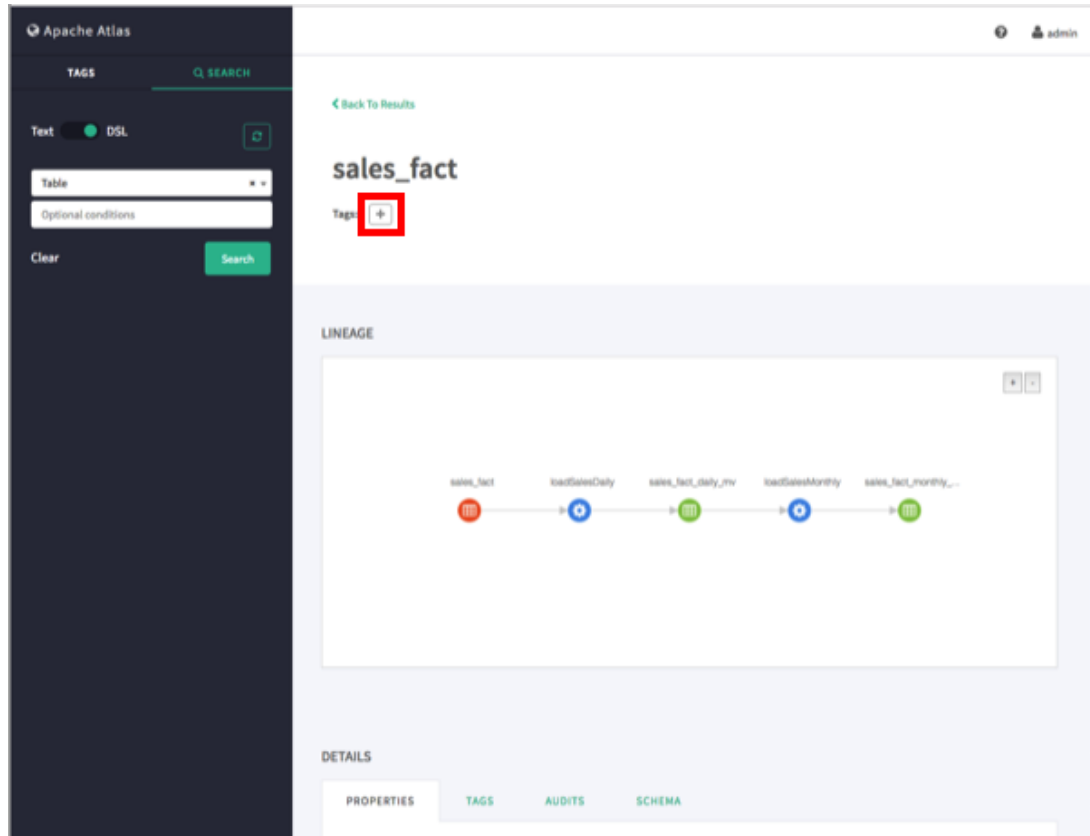 Apache Atlas
admin
TAGS
SEARCH
Back To Results
Text
DSL
sales_fact
Table
Tags:
Optional conditions
Clear
Search
LINEAGE
+ -
sales_fact
loadSalesDaily
sales_fact_daily_mv
loadSalesMonthly
sales_fact_monthly_...
DETAILS
PROPERTIES
TAGS
AUDITS
SCHEMA